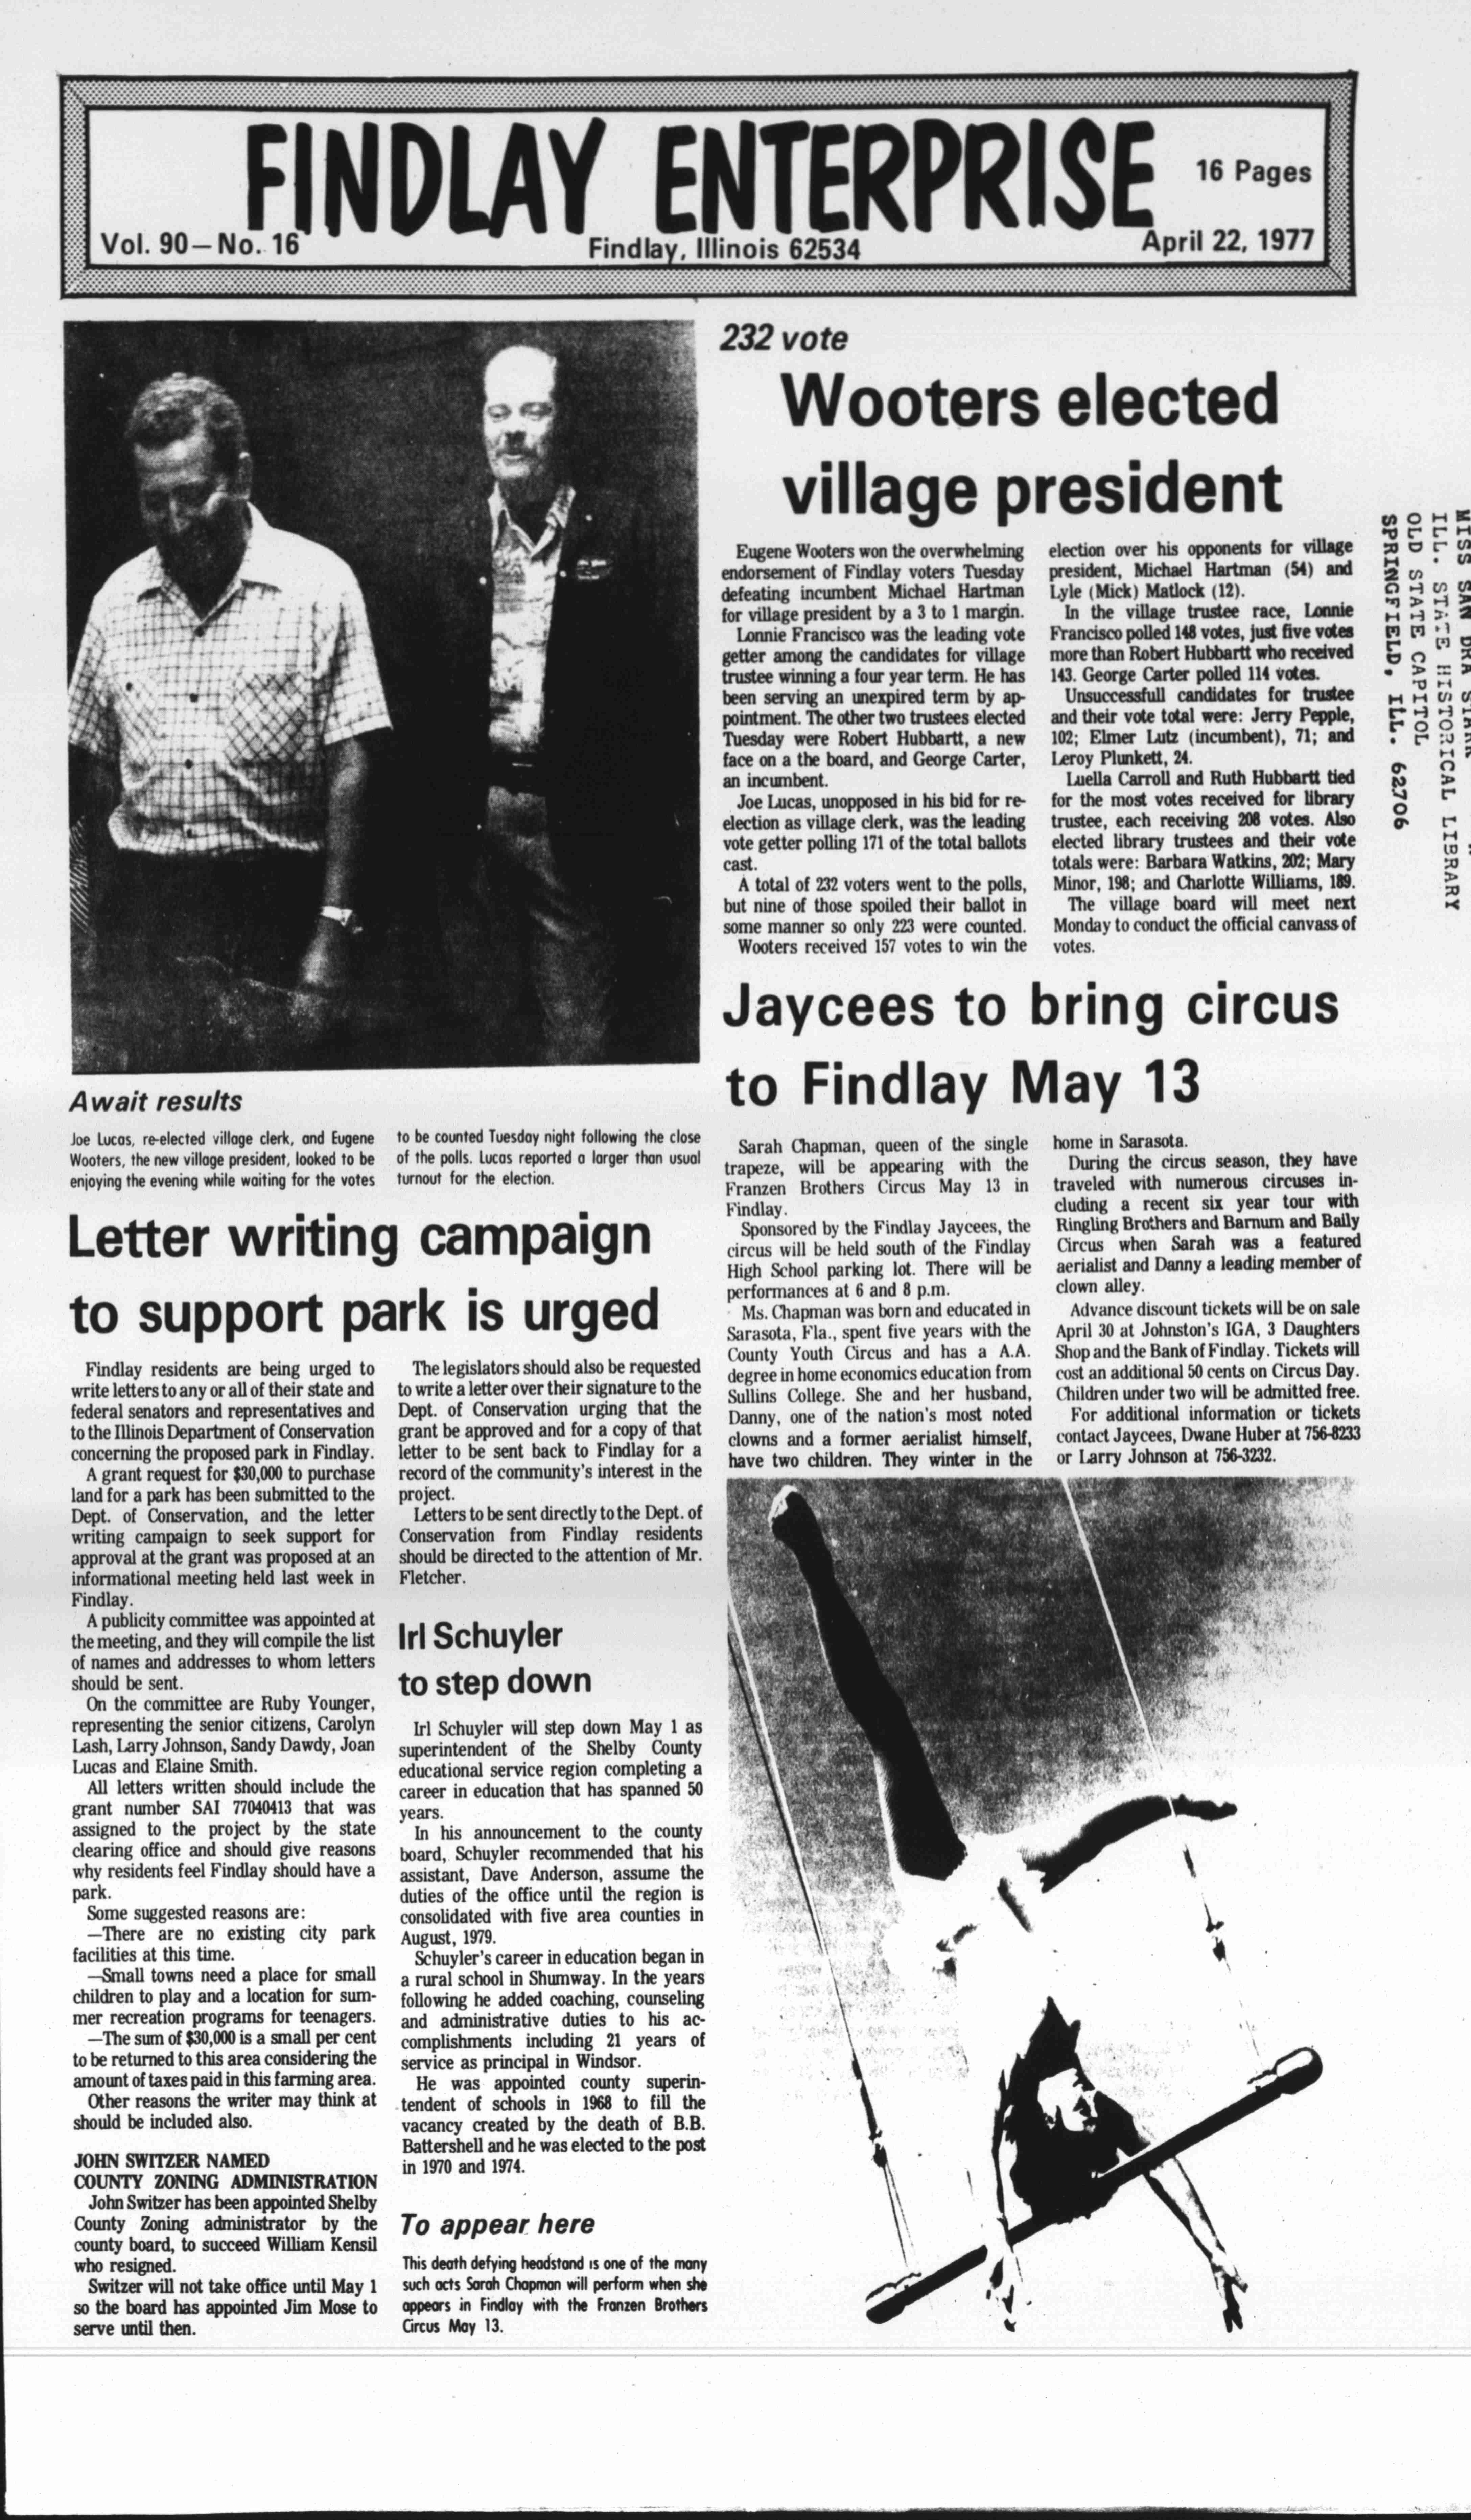 FINDLAY ENTERPRISE
16 Pages
Vol. 90—No. 16
Findlay, Illinois 62534
April 22, 1977
232 vote
Wooters elected
village president
Eugene Wooters won the overwhelming
endorsement of Findlay voters Tuesday
defeating incumbent Michael Hartman
for village president by a 3 to 1 margin.
Lonnie Francisco was the leading vote
getter among the candidates for village
trustee winning a four year term. He has
been serving an unexpired term by ap-
pointment. The other two trustees elected
Tuesday were Robert Hubbartt, a new
face on a the board, and George Carter,
an incumbent.
Joe Lucas, unopposed in his bid for re-
election as village clerk, was the leading
vote getter polling 171 of the total ballots
cast.
A total of 232 voters went to the polls,
but nine of those spoiled their ballot in
some manner so only 223 were counted.
Wooters received 157 votes to win the
election over his opponents for village
president, Michael Hartman (54) and
Lyle (Mick) Matlock (12).
In the village trustee race, Lonnie
Francisco polled 148 votes, just five votes
more than Robert Hubbartt who received
143. George Carter polled 114 votes.
Unsuccessfull candidates for trustee
and their vote total were: Jerry Pepple,
102; Elmer Lutz (incumbent), 71; and
Leroy Plunkett, 24.
Luella Carroll and Ruth Hubbartt tied
for the most votes received for library
trustee, each receiving 208 votes. Also
elected library trustees and their vote
totals were: Barbara Watkins, 202; Mary
Minor, 198; and Charlotte Williams, 189.
The village board will meet next
Monday to conduct the official canvass of
votes.
ILL. STATE HISTORICAL LIBRARY
OLD STATE CAPITOL
SPRINGFIELD, ILL. 62706
Await results
Joe Lucas, re-elected village clerk, and Eugene
Wooters, the new village president, looked to be
enjoying the evening while waiting for the votes
to be counted Tuesday night following the close
of the polls. Lucas reported a larger than usual
turnout for the election.
Jaycees to bring circus
to Findlay May 13
Sarah Chapman, queen of the single
trapeze, will be appearing with the
Franzen Brothers Circus May 13 in
Findlay.
Sponsored by the Findlay Jaycees, the
circus will be held south of the Findlay
High School parking lot. There will be
performances at 6 and 8 p.m.
Ms. Chapman was born and educated in
Sarasota, Fla., spent five years with the
County Youth Circus and has a A.A.
degree in home economics education from
Sullins College. She and her husband,
Danny, one of the nation's most noted
clowns and a former aerialist himself,
have two children. They winter in the
home in Sarasota.
During the circus season, they have
traveled with numerous circuses in-
cluding a recent six year tour with
Ringling Brothers and Barnum and Baily
Circus when Sarah was a featured
aerialist and Danny a leading member of
clown alley.
Advance discount tickets will be on sale
April 30 at Johnston's IGA, 3 Daughters
Shop and the Bank of Findlay. Tickets will
cost an additional 50 cents on Circus Day.
Children under two will be admitted free.
For additional information or tickets
contact Jaycees, Dwane Huber at 756-8233
or Larry Johnson at 756-3232.
Letter writing campaign
to support park is urged
Findlay residents are being urged to
write letters to any or all of their state and
federal senators and representatives and
to the Illinois Department of Conservation
concerning the proposed park in Findlay.
A grant request for $30,000 to purchase
land for a park has been submitted to the
Dept. of Conservation, and the letter
writing campaign to seek support for
approval at the grant was proposed at an
informational meeting held last week in
Findlay.
A publicity committee was appointed at
the meeting, and they will compile the list
of names and addresses to whom letters
should be sent.
On the committee are Ruby Younger,
representing the senior citizens, Carolyn
Lash, Larry Johnson, Sandy Dawdy, Joan
Lucas and Elaine Smith.
All letters written should include the
grant number SAI 77040413 that was
assigned to the project by the state
clearing office and should give reasons
why residents feel Findlay should have a
park.
Some suggested reasons are:
—There are no existing city park
facilities at this time.
—Small towns need a place for small
children to play and a location for sum-
mer recreation programs for teenagers.
—The sum of $30,000 is a small per cent
to be returned to this area considering the
amount of taxes paid in this farming area.
Other reasons the writer may think at
should be included also.
The legislators should also be requested
to write a letter over their signature to the
Dept. of Conservation urging that the
grant be approved and for a copy of that
letter to be sent back to Findlay for a
record of the community's interest in the
project.
Letters to be sent directly to the Dept. of
Conservation from Findlay residents
should be directed to the attention of Mr.
Fletcher.
JOHN SWITZER NAMED
COUNTY ZONING ADMINISTRATION
John Switzer has been appointed Shelby
County Zoning administrator by the
county board, to succeed William Kensil
who resigned.
Switzer will not take office until May 1
so the board has appointed Jim Mose to
serve until then.
Irl Schuyler
to step down
Irl Schuyler will step down May 1 as
superintendent of the Shelby County
educational service region completing a
career in education that has spanned 50
years.
In his announcement to the county
board, Schuyler recommended that his
assistant, Dave Anderson, assume the
duties of the office until the region is
consolidated with five area counties in
August, 1979.
Schuyler's career in education began in
a rural school in Shumway. In the years
following he added coaching, counseling
and administrative duties to his ac-
complishments including 21 years of
service as principal in Windsor.
He was appointed county superin-
tendent of schools in 1968 to fill the
vacancy created by the death of B.B.
Battershell and he was elected to the post
in 1970 and 1974.
To appear here
This death defying headstand is one of the many
such acts Sarah Chapman will perform when she
appears in Findlay with the Franzen Brothers
Circus May 13.